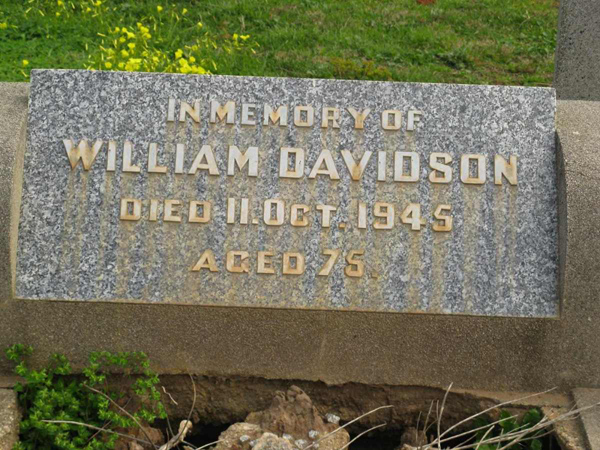 IN MEMORY OF
WILLIAM DAVIDSON
DIED 11.OCT. 1945
AGED 75.